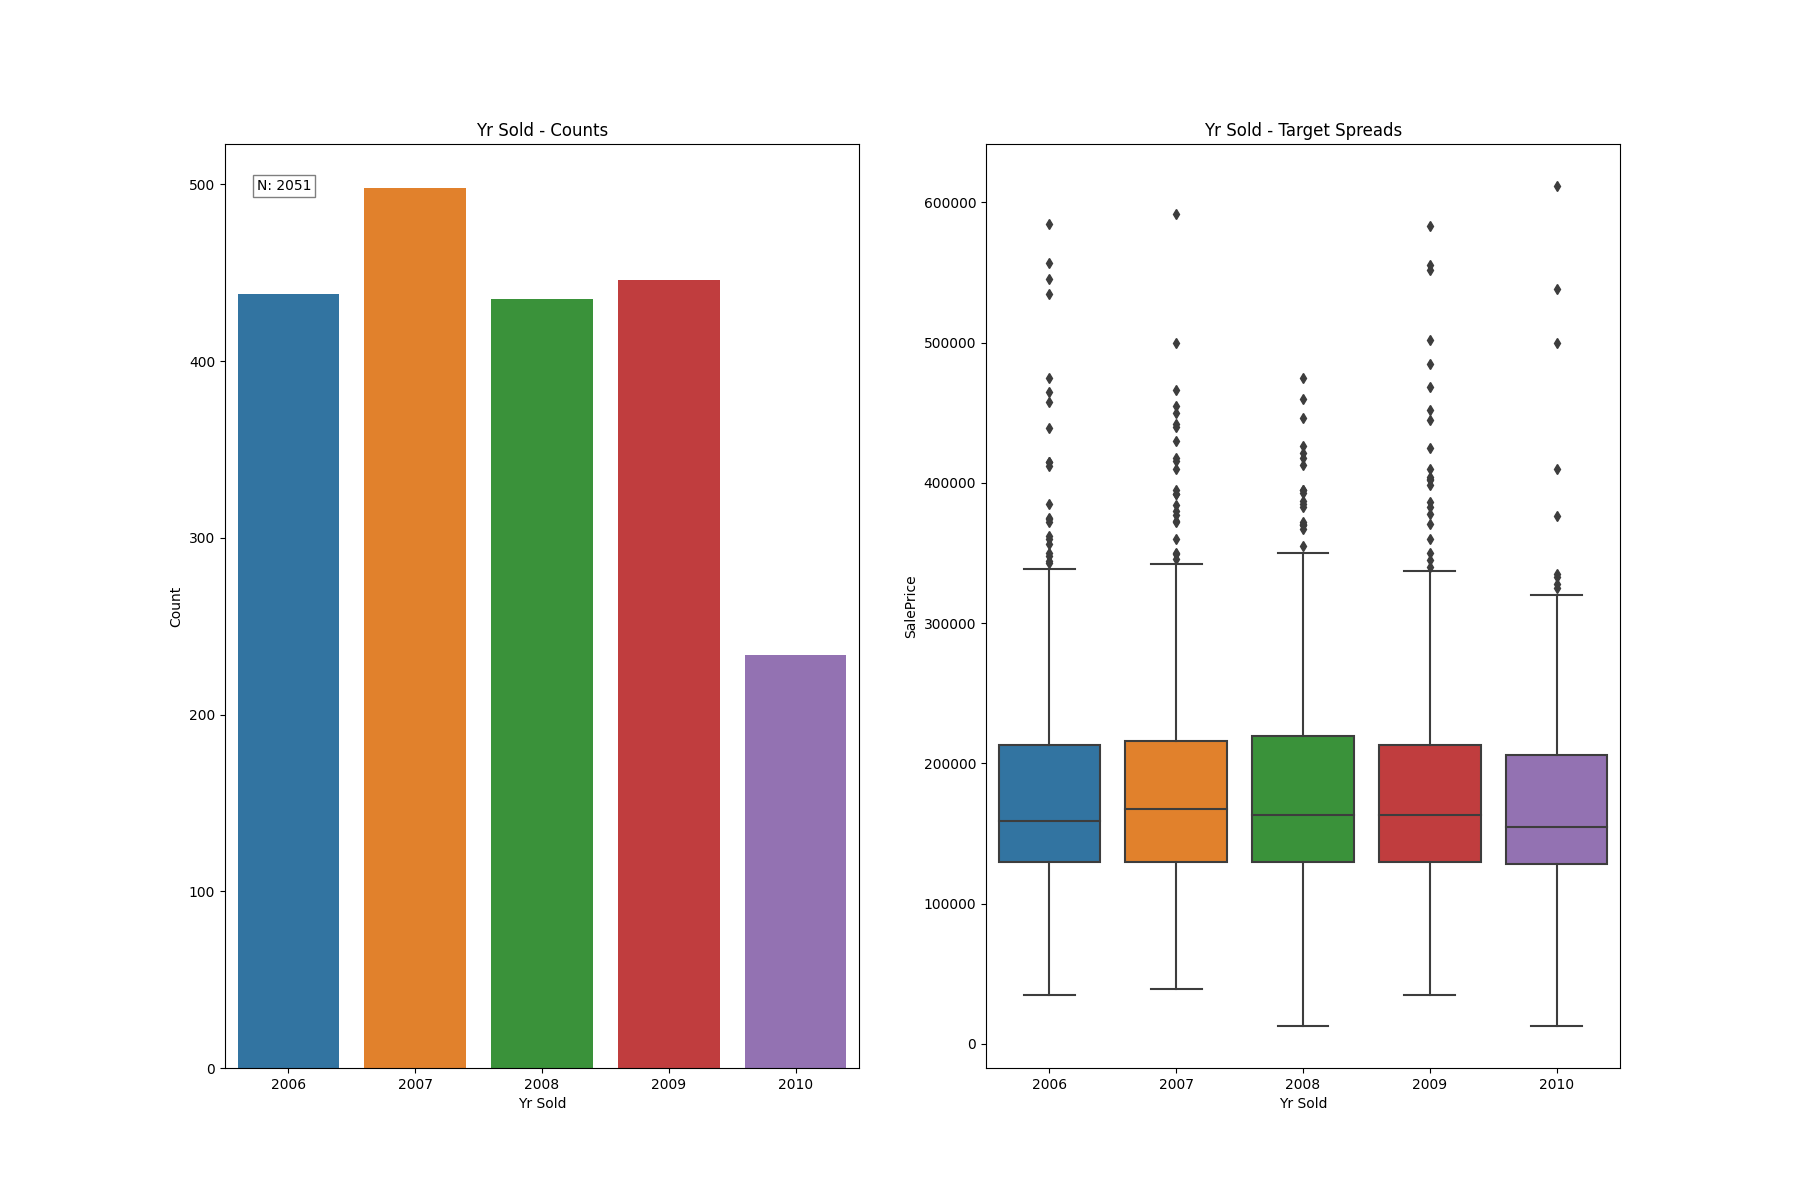 Yr Sold - Counts
N: 2051
500
400
300
200
100
0
Count
2006 2007 2008 2009 2010
Yr Sold
Yr Sold - Target Spreads
600000
500000
400000
300000
200000
100000
0
SalePrice
2006 2007 2008 2009 2010
Yr Sold